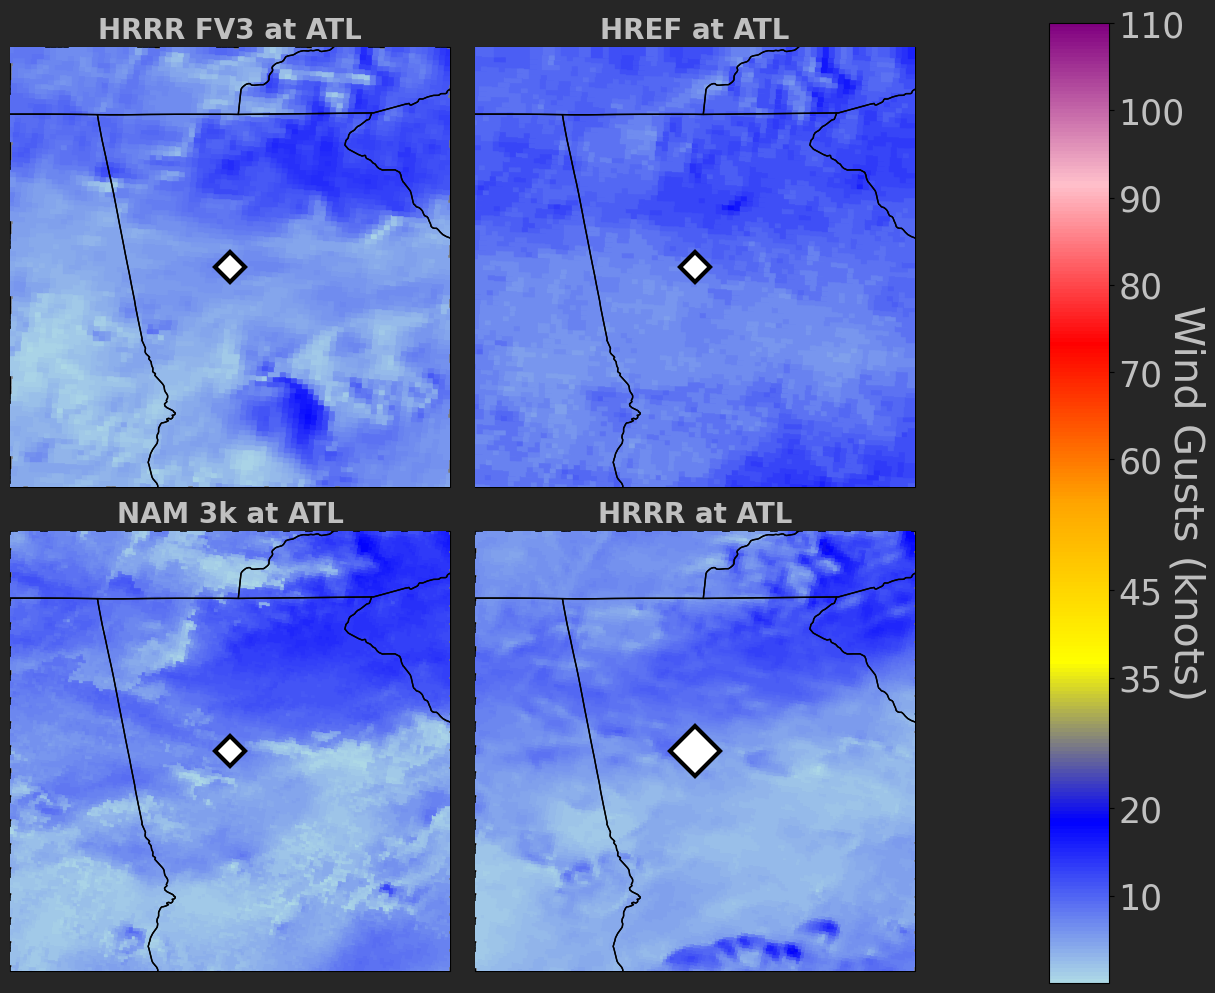 HRRR FV3 at ATL
HREF at ATL
NAM 3k at ATL
HRRR at ATL
110
100
90
80
70
60
45
35
20
10
Wind Gusts (knots)